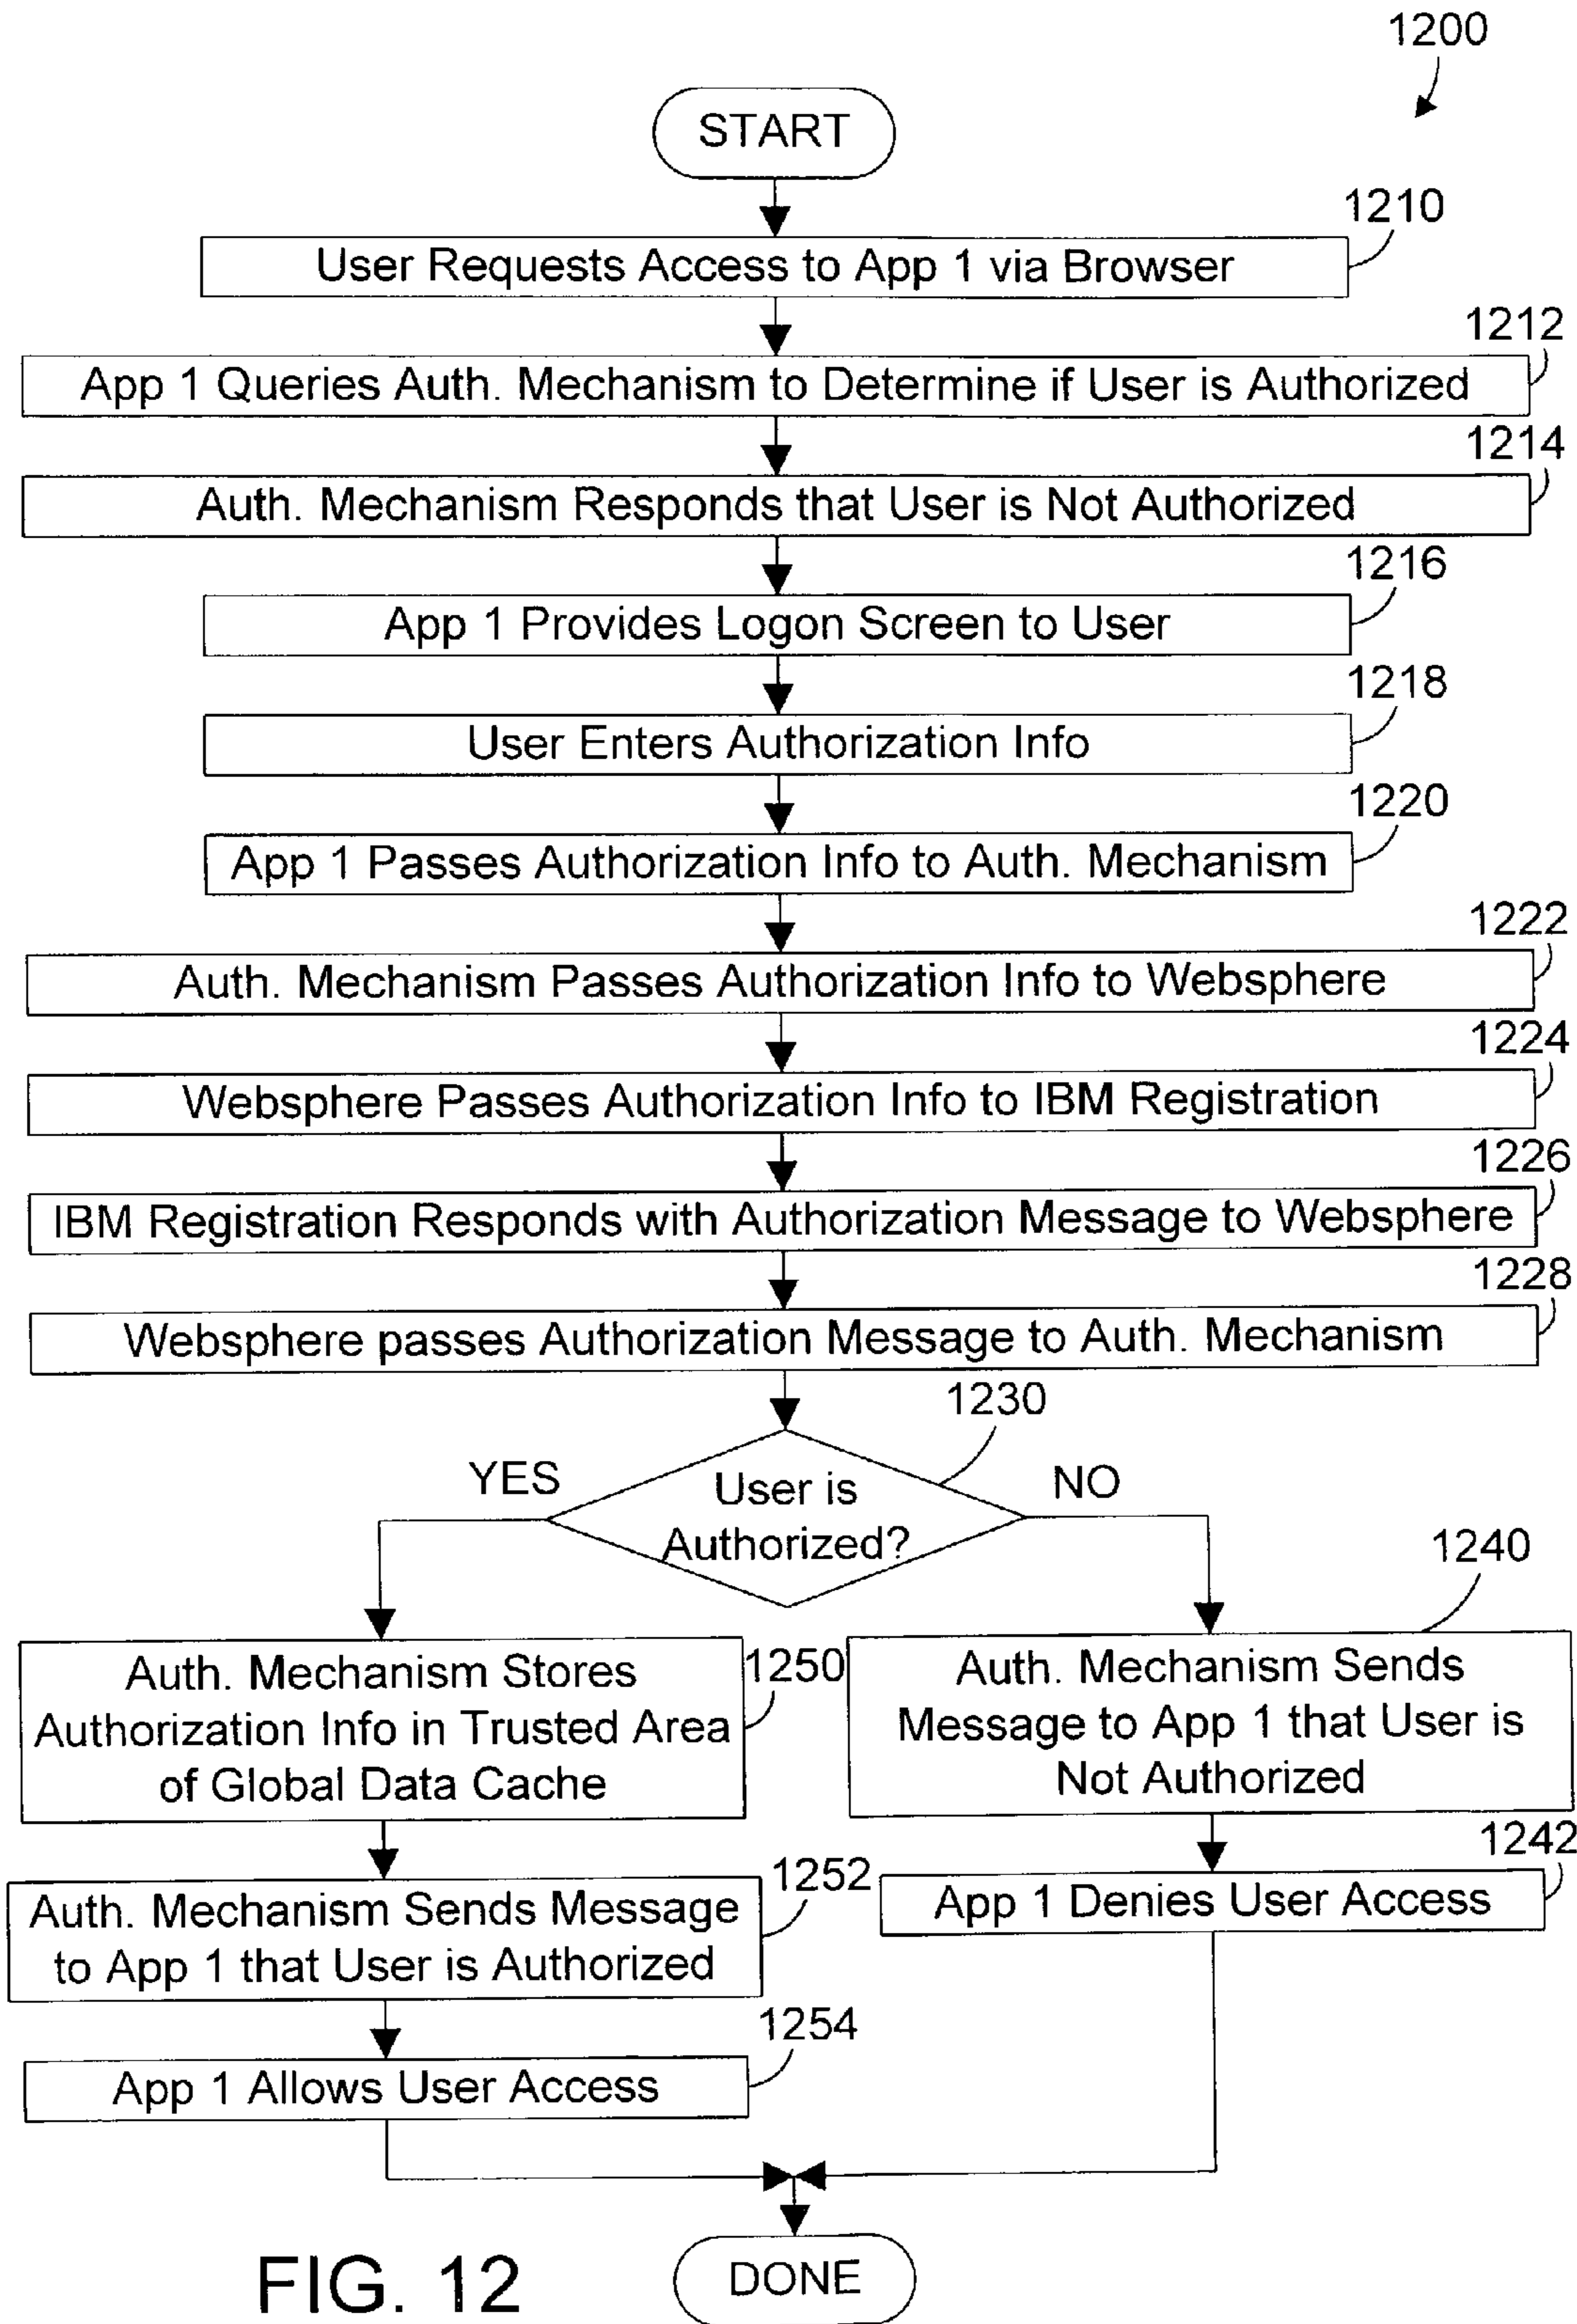 1200
START
1210
User Requests Access to App 1 via Browser
1212
App 1 Queries Auth. Mechanism to Determine if User is Authorized
1214
Auth. Mechanism Responds that User is Not Authorized
1216
App 1 Provides Logon Screen to User
1218
User Enters Authorization Info
1220
App 1 Passes Authorization Info to Auth. Mechanism
1222
Auth. Mechanism Passes Authorization Info to Websphere
1224
Websphere Passes Authorization Info to IBM Registration
1226
IBM Registration Responds with Authorization Message to Websphere
1228
Websphere passes Authorization Message to Auth. Mechanism
1230
YES
User is
Authorized?
NO
1250
Auth. Mechanism Stores
Authorization Info in Trusted Area
of Global Data Cache
1240
Auth. Mechanism Sends
Message to App 1 that User is
Not Authorized
1252
Auth. Mechanism Sends Message
to App 1 that User is Authorized
1242
App 1 Denies User Access
1254
App 1 Allows User Access
DONE
FIG. 12